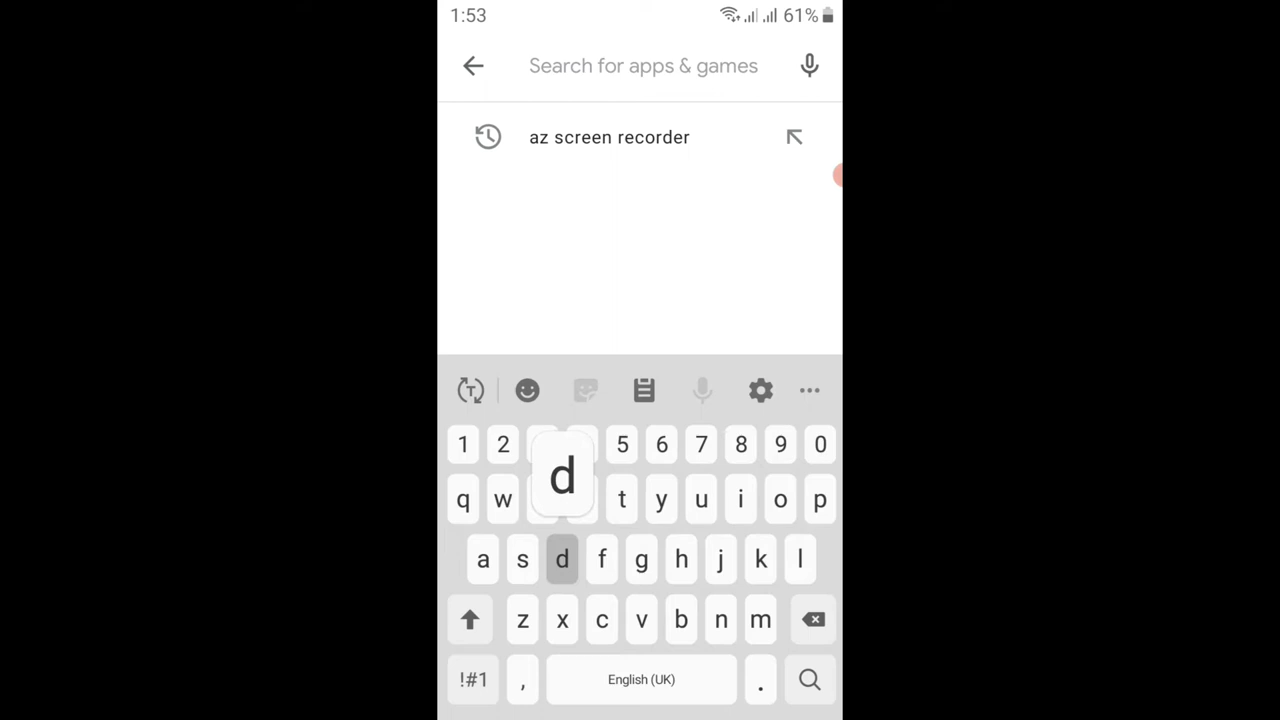 1:53 61%
Search for apps & games
az screen recorder
T
1 2 5 6 7 8 9 0
d
q w t y u i o p
a s d f g h j k l
z x c v b n m
!#1 , English (UK) .